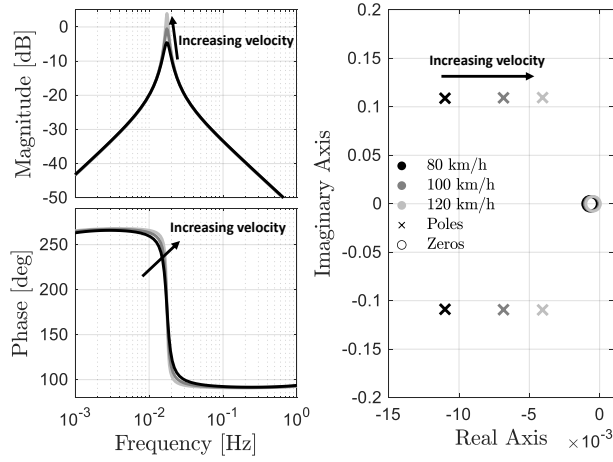 0
-10
-20
-30
-40
-50
Magnitude [dB]
Increasing velocity
250
200
150
100
Phase [deg]
Increasing velocity
10⁻³
10⁻²
10⁻¹
10⁰
Frequency [Hz]
0.2
0.15
0.1
0.05
0
-0.05
-0.1
-0.15
-0.2
Imaginary Axis
Increasing velocity
80 km/h
100 km/h
120 km/h
Poles
Zeros
-15
-10
-5
0
Real Axis
×10⁻³